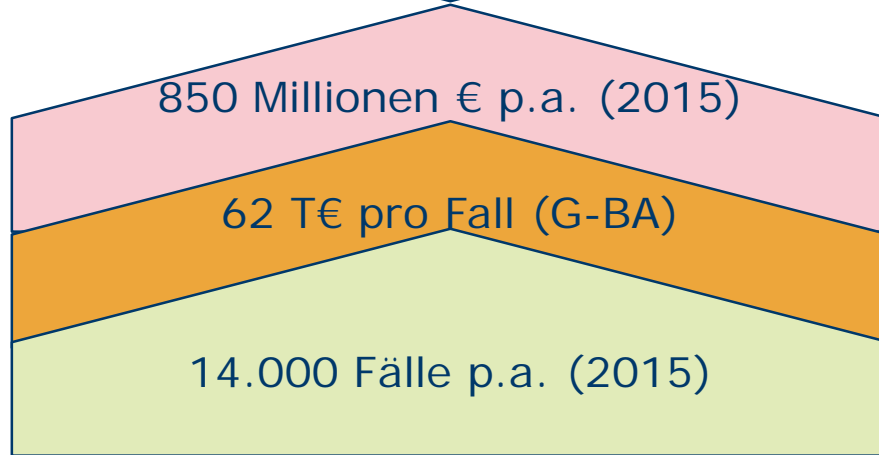 850 Millionen € p.a. (2015)
62 T€ pro Fall (G-BA)
14.000 Fälle p.a. (2015)